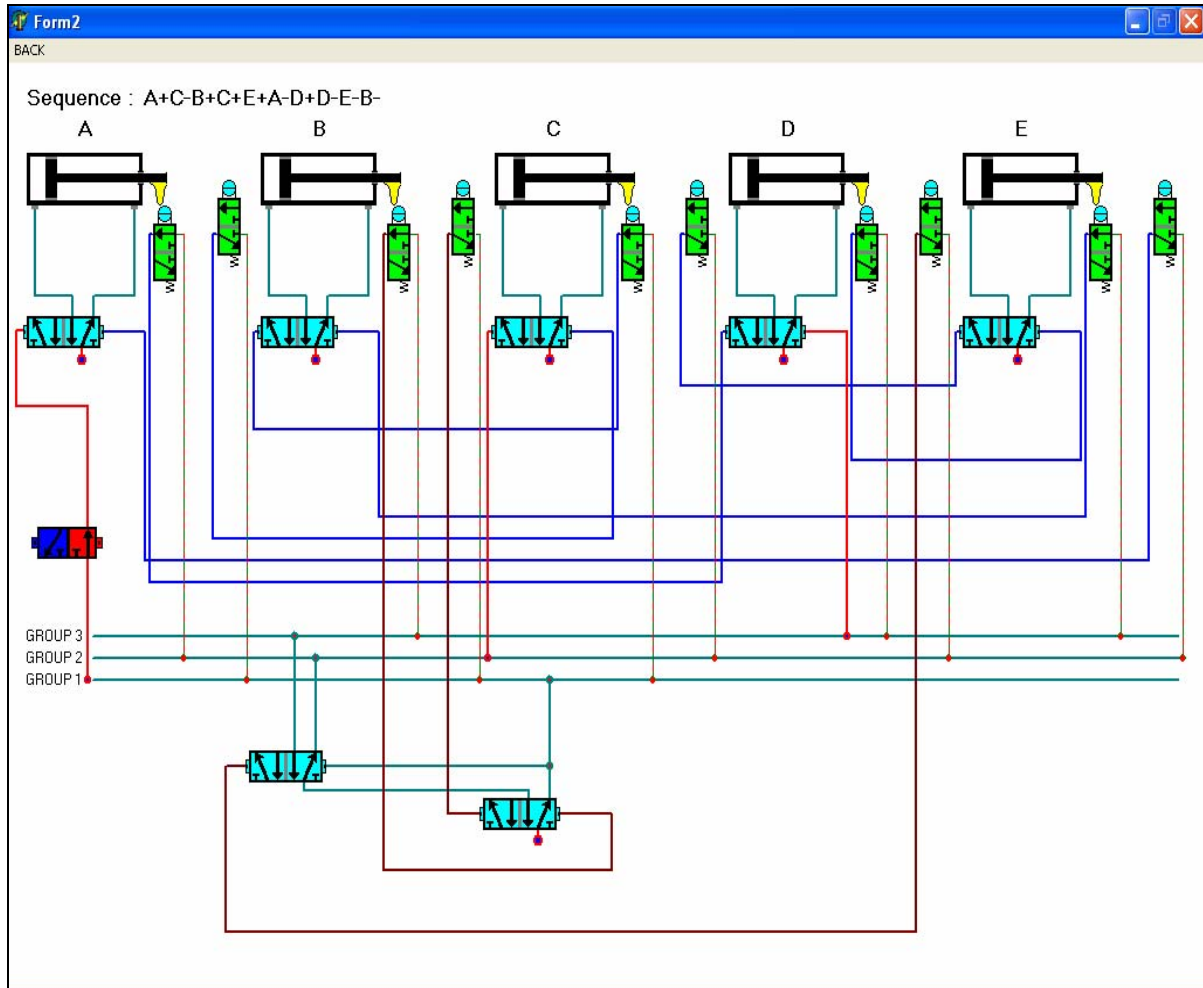 Form2
BACK
Sequence : A+C-B+C+E+A-D+D-E-B-
A B C D E
GROUP 3
GROUP 2
GROUP 1